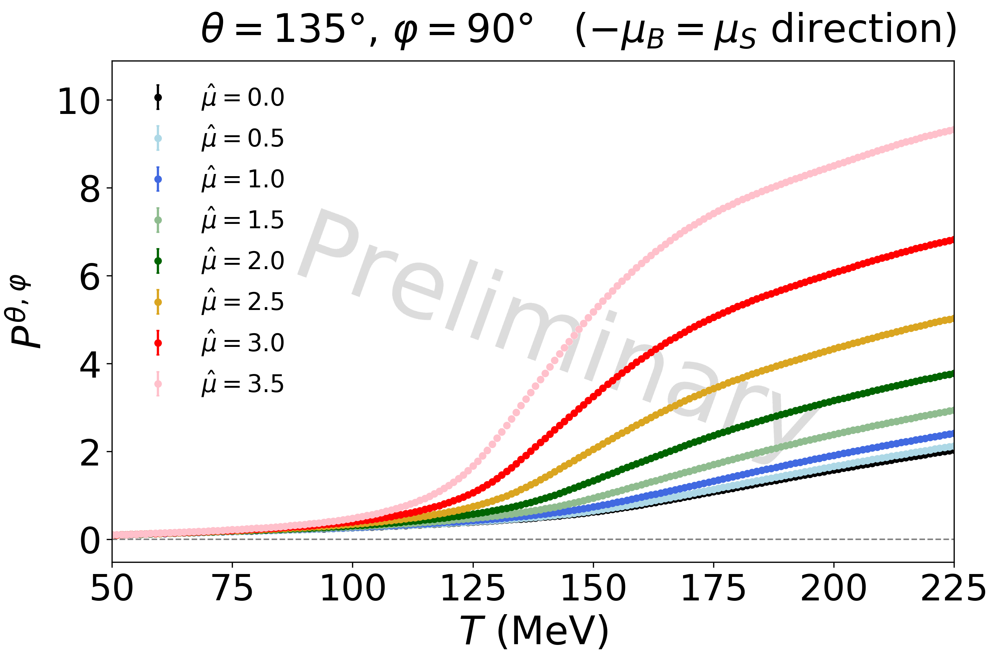 θ = 135°, φ = 90° (−μ_B = μ_S direction)
P^{θ, φ}
10
8
6
4
2
0
μ̂ = 0.0
μ̂ = 0.5
μ̂ = 1.0
μ̂ = 1.5
μ̂ = 2.0
μ̂ = 2.5
μ̂ = 3.0
μ̂ = 3.5
Preliminary
50 75 100 125 150 175 200 225
T (MeV)